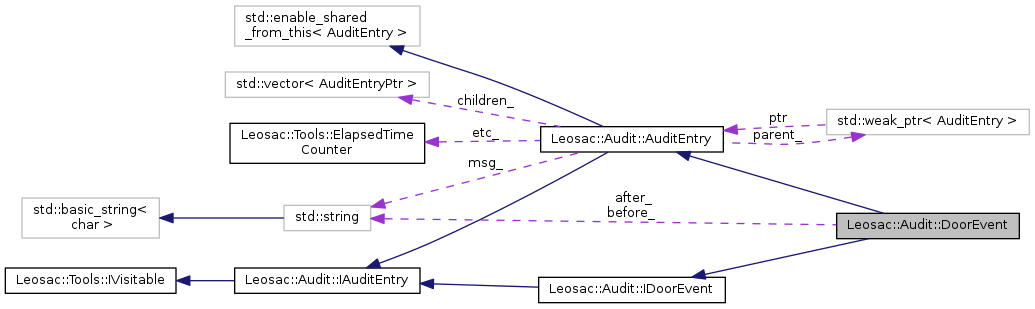 std::enable_shared
_from_this< AuditEntry >
std::vector< AuditEntryPtr >
children_
ptr
std::weak_ptr< AuditEntry >
Leosac::Tools::ElapsedTime
Counter
etc_
Leosac::Audit::AuditEntry
parent_
msg_
std::basic_string<
char >
std::string
after_
before_
Leosac::Audit::DoorEvent
Leosac::Tools::IVisitable
Leosac::Audit::IAuditEntry
Leosac::Audit::IDoorEvent